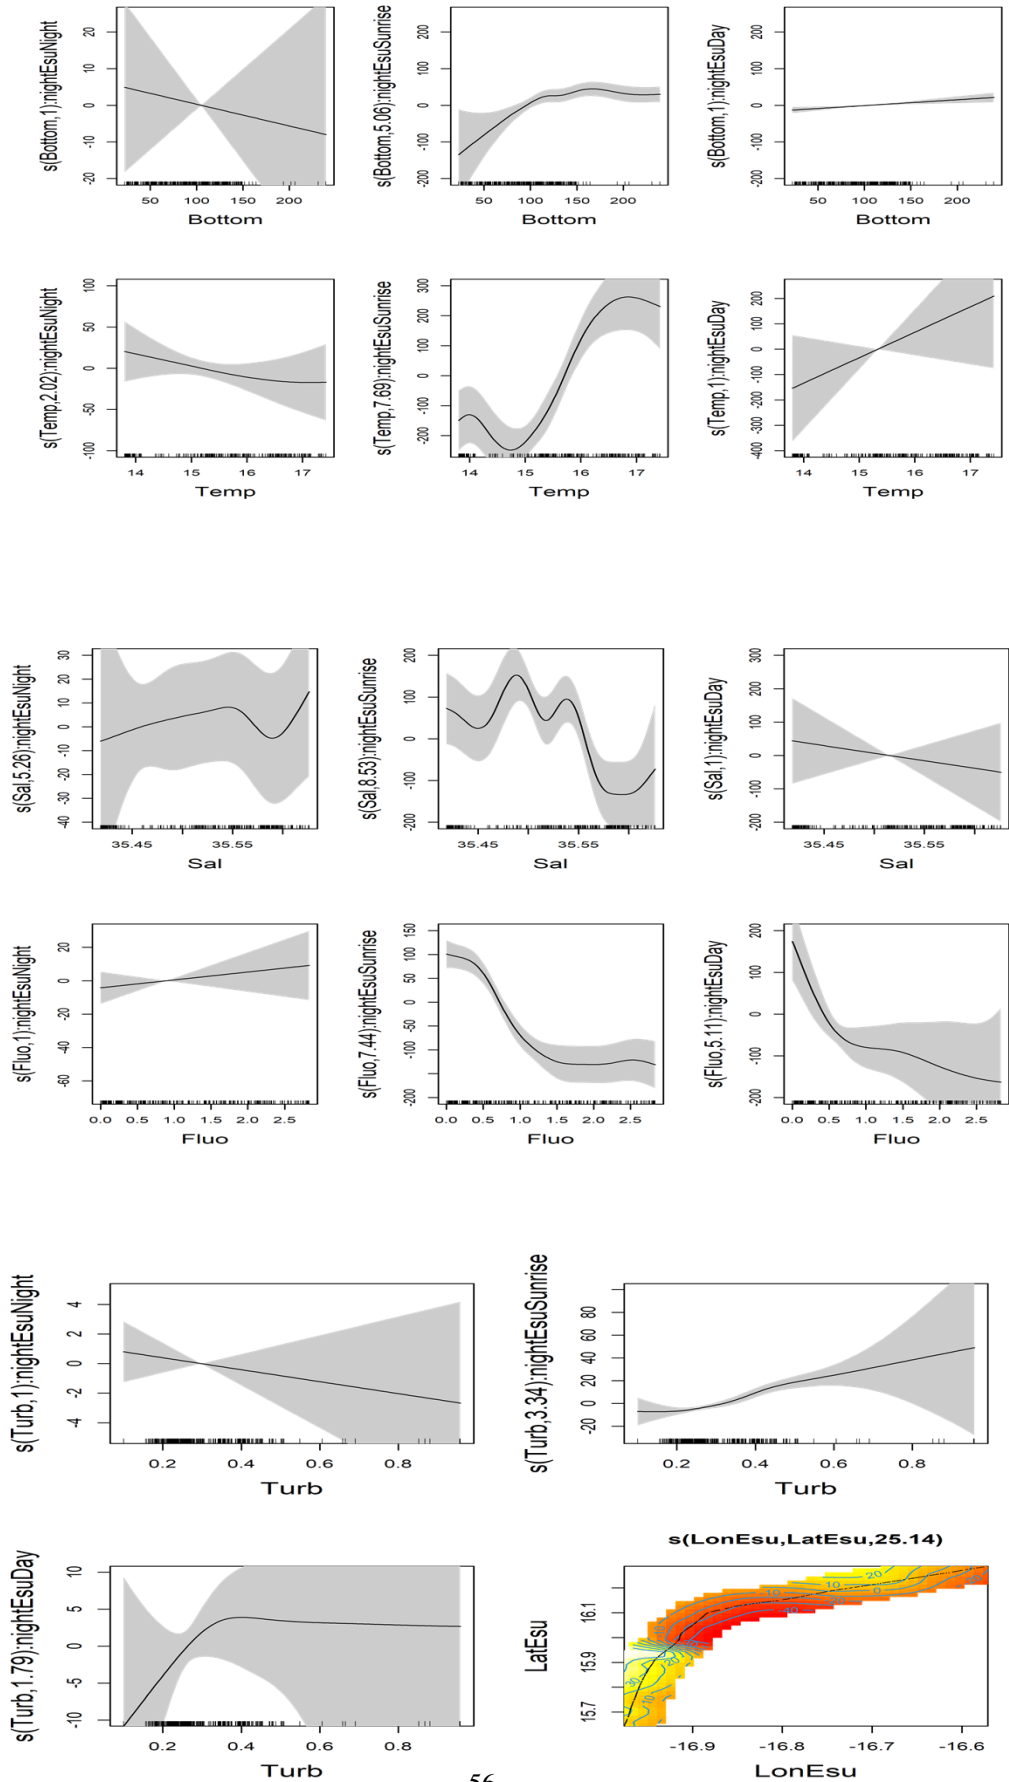 s(Bottom,1):nightEsuNight
20
10
0
-10
-20
50 100 150 200
Bottom
s(Bottom,5.06):nightEsuSunrise
200
100
0
-100
-200
50 100 150 200
Bottom
s(Bottom,1):nightEsuDay
200
100
0
-100
-200
50 100 150 200
Bottom
s(Temp,2.02):nightEsuNight
100
50
0
-50
-100
14 15 16 17
Temp
s(Temp,7.69):nightEsuSunrise
300
200
100
0
-100
-200
14 15 16 17
Temp
s(Temp,1):nightEsuDay
200
100
0
-100
-200
-300
-400
14 15 16 17
Temp
s(Sal,5.26):nightEsuNight
30
20
10
0
-10
20
30
40
35.45 35.55
Sal
s(Sal,8.53):nightEsuSunrise
200
100
0
-100
-200
35.45 35.55
Sal
s(Sal,1):nightEsuDay
300
200
100
0
-100
-200
35.45 35.55
Sal
s(Fluo,1):nightEsuNight
20
0
-20
-60
0.0 0.5 1.0 1.5 2.0 2.5
Fluo
s(Fluo,7.44):nightEsuSunrise
150
100
50
0
-100
-200
0.0 0.5 1.0 1.5 2.0 2.5
Fluo
s(Fluo,5.11):nightEsuDay
200
100
0
-100
-200
0.0 0.5 1.0 1.5 2.0 2.5
Fluo
s(Turb,1):nightEsuNight
4
2
0
-2
-4
0.2 0.4 0.6 0.8
Turb
s(Turb,3.34):nightEsuSunrise
80
60
40
20
0
-20
0.2 0.4 0.6 0.8
Turb
s(Turb,1.79):nightEsuDay
10
5
0
-5
-10
0.2 0.4 0.6 0.8
Turb
s(LonEsu,LatEsu,25.14)
LatEsu
16.1
15.9
15.7
-16.9 -16.8 -16.7 -16.6
LonEsu
56